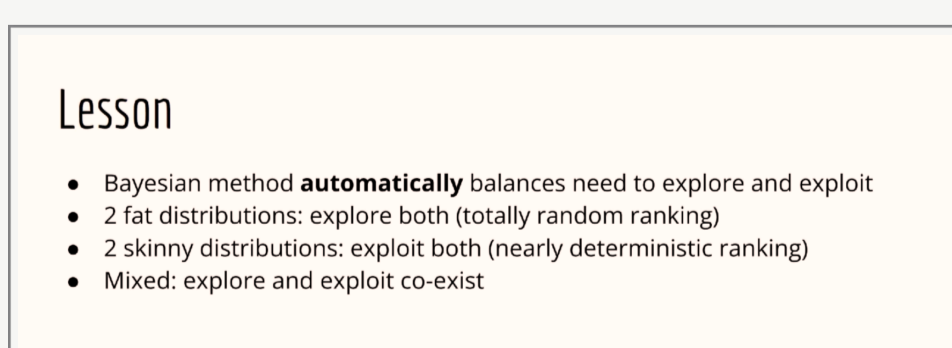 Lesson
● Bayesian method automatically balances need to explore and exploit
● 2 fat distributions: explore both (totally random ranking)
● 2 skinny distributions: exploit both (nearly deterministic ranking)
● Mixed: explore and exploit co-exist